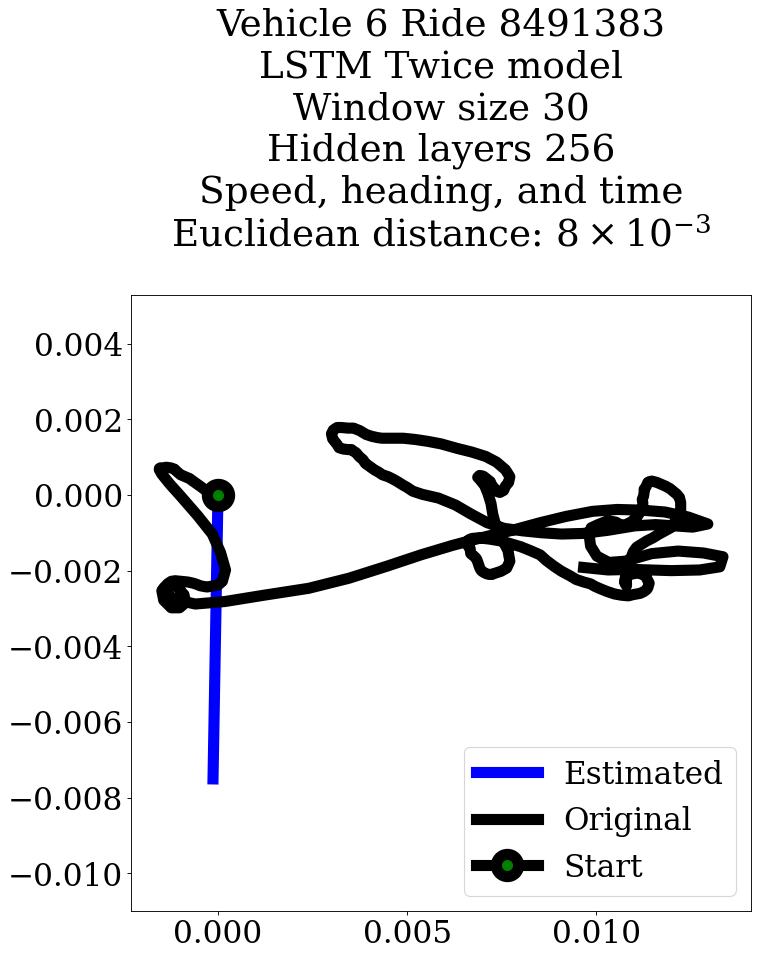 Vehicle 6 Ride 8491383
LSTM Twice model
Window size 30
Hidden layers 256
Speed, heading, and time
Euclidean distance: 8 × 10⁻³
0.004
0.002
0.000
−0.002
−0.004
−0.006
−0.008
−0.010
Estimated
Original
Start
0.000 0.005 0.010